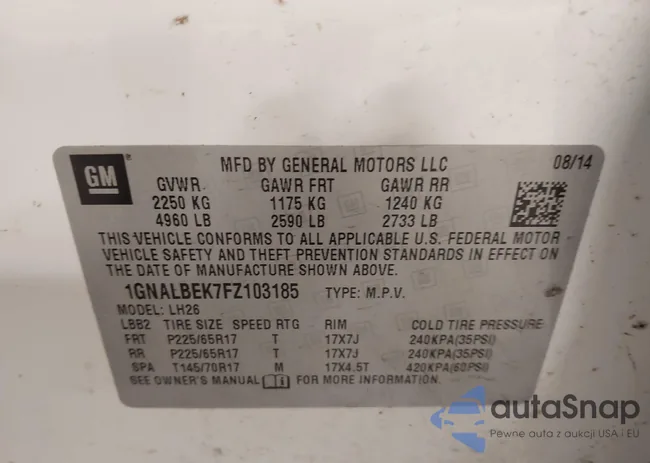 GM
MFD BY GENERAL MOTORS LLC 08/14
GVWR GAWR FRT GAWR RR
2250 KG 1175 KG 1240 KG
4960 LB 2590 LB 2733 LB
THIS VEHICLE CONFORMS TO ALL APPLICABLE U.S. FEDERAL MOTOR
VEHICLE SAFETY AND THEFT PREVENTION STANDARDS IN EFFECT ON
THE DATE OF MANUFACTURE SHOWN ABOVE.
1GNALBEK7FZ103185 TYPE: M.P.V.
MODEL: LH26
LBB2 TIRE SIZE SPEED RTG RIM COLD TIRE PRESSURE
FRT P225/65R17 T 17X7J 240KPA(35PSI)
RR P225/65R17 T 17X7J 240KPA(35PSI)
SPA T145/70R17 M 17X4.5T 420KPA(60PSI)
SEE OWNER'S MANUAL FOR MORE INFORMATION.
autaSnap
Pewne auta z aukcji USA i EU